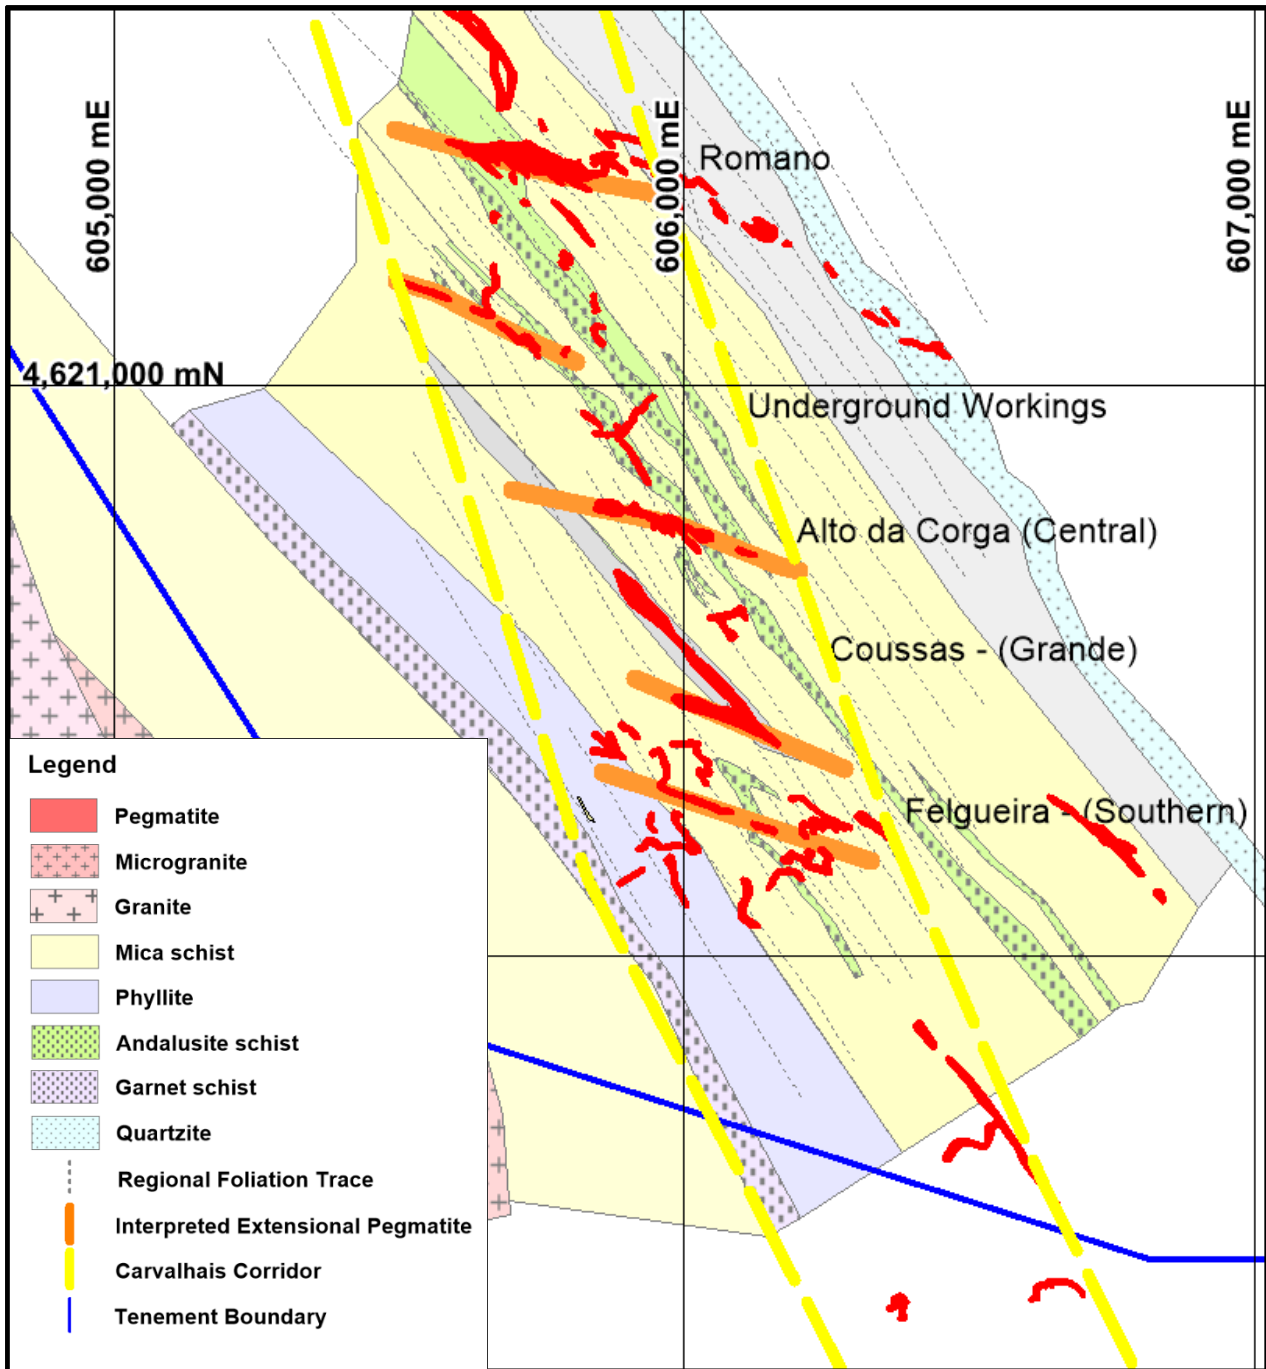 605,000 mE
606,000 mE
607,000 mE
Romano
4,621,000 mN
Underground Workings
Alto da Corga (Central)
Coussas - (Grande)
Felgueira - (Southern)
Legend
Pegmatite
Microgranite
Granite
Mica schist
Phyllite
Andalusite schist
Garnet schist
Quartzite
Regional Foliation Trace
Interpreted Extensional Pegmatite
Carvalhais Corridor
Tenement Boundary